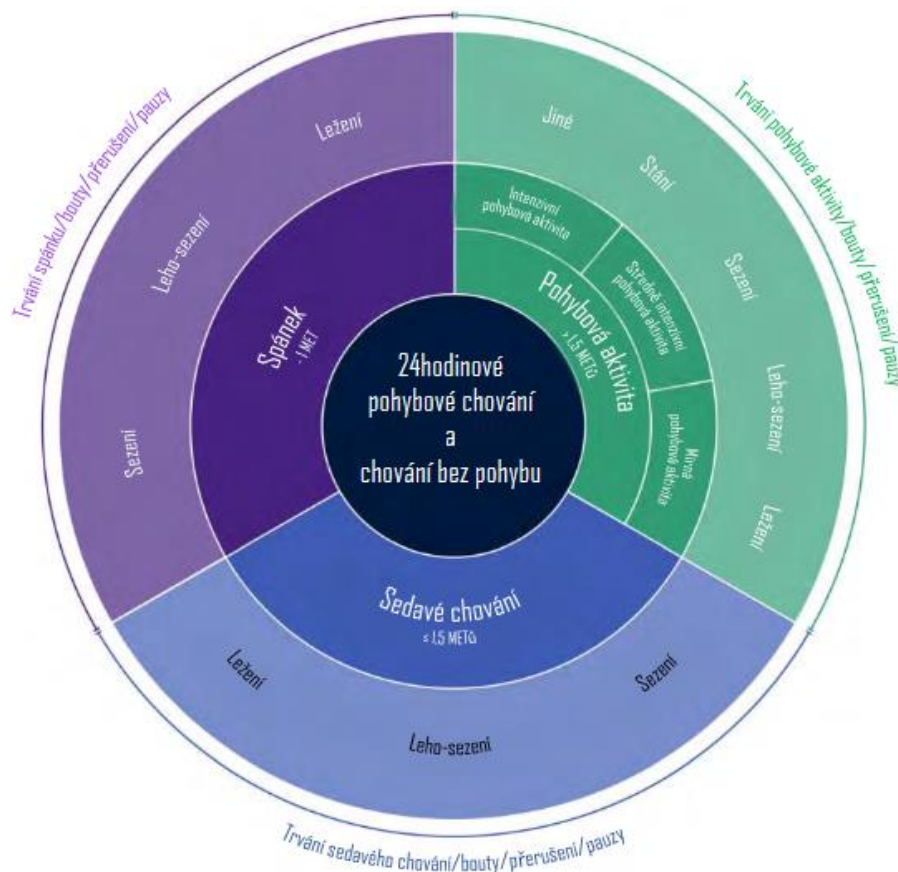 24hodinové
pohybové chování
a
chování bez pohybu
Spánek
~ 1 MET
Ležení
Leho-sezení
Sezení
Trvání spánku/bouty/přerušení/pauzy
Pohybová aktivita
> 1,5 METů
Intenzivní
pohybová aktivita
Středně intenzivní
pohybová aktivita
Mírná
pohybová aktivita
Jiné
Stání
Sezení
Leho-sezení
Ležení
Trvání pohybové aktivity/bouty/přerušení/pauzy
Sedavé chování
≤ 1,5 METů
Ležení
Leho-sezení
Sezení
Trvání sedavého chování/bouty/přerušení/pauzy